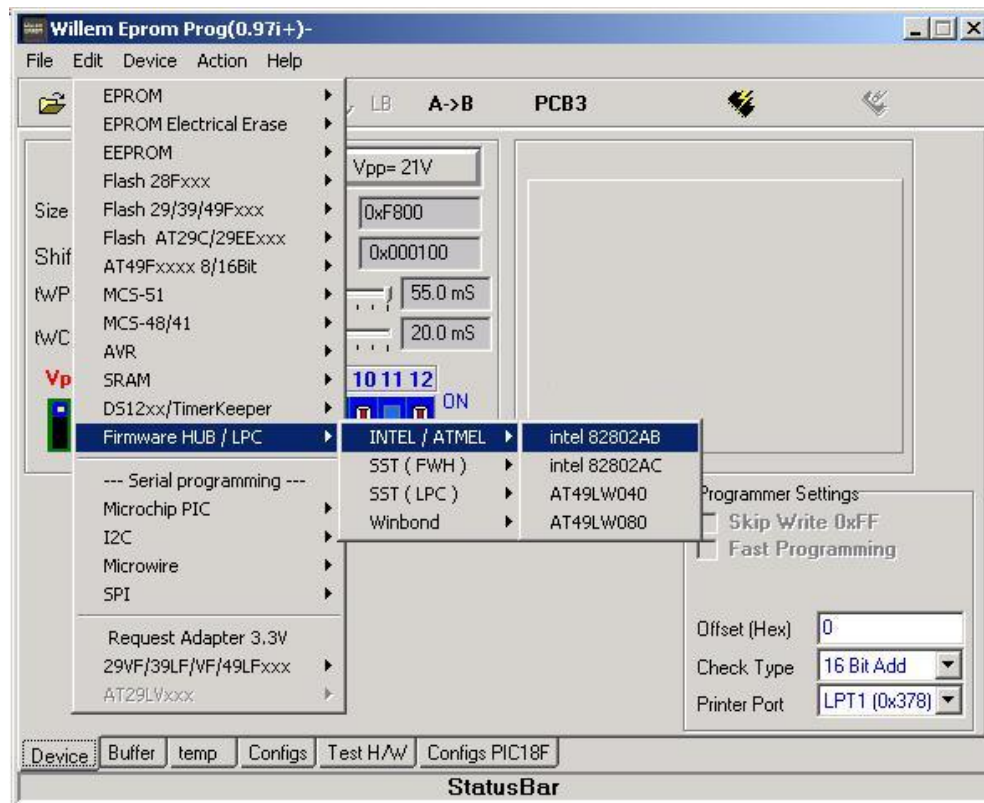 Willem Eprom Prog(0.97i+)-
File Edit Device Action Help
LB A->B PCB3
EPROM
EPROM Electrical Erase
EEPROM
Flash 28Fxxx
Flash 29/39/49Fxxx
Flash AT29C/29EExxx
AT49Fxxxx 8/16Bit
MCS-51
MCS-48/41
AVR
SRAM
DS12xx/TimerKeeper
Firmware HUB / LPC
--- Serial programming ---
Microchip PIC
I2C
Microwire
SPI
Request Adapter 3.3V
29VF/39LF/VF/49LFxxx
AT29LVxxx
INTEL / ATMEL
SST ( FWH )
SST ( LPC )
Winbond
intel 82802AB
intel 82802AC
AT49LW040
AT49LW080
Vpp= 21V
Size 0xF800
Shif 0x000100
tWP 55.0 mS
tWC 20.0 mS
Vp 10 11 12
ON
Programmer Settings
Skip Write 0xFF
Fast Programming
Offset (Hex) 0
Check Type 16 Bit Add
Printer Port LPT1 (0x378)
Device Buffer temp Configs Test H/W Configs PIC18F
StatusBar